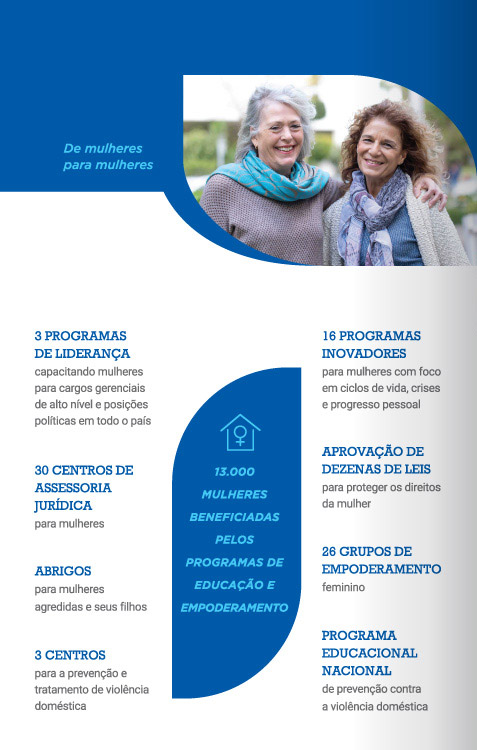 De mulheres
para mulheres
3 PROGRAMAS
DE LIDERANÇA
capacitando mulheres
para cargos gerenciais
de alto nível e posições
políticas em todo o país
30 CENTROS DE
ASSESSORIA
JURÍDICA
para mulheres
ABRIGOS
para mulheres
agredidas e seus filhos
3 CENTROS
para a prevenção e
tratamento de violência
doméstica
13.000
MULHERES
BENEFICIADAS
PELOS
PROGRAMAS DE
EDUCAÇÃO E
EMPODERAMENTO
16 PROGRAMAS
INOVADORES
para mulheres com foco
em ciclos de vida, crises
e progresso pessoal
APROVAÇÃO DE
DEZENAS DE LEIS
para proteger os direitos
da mulher
26 GRUPOS DE
EMPODERAMENTO
feminino
PROGRAMA
EDUCACIONAL
NACIONAL
de prevenção contra
a violência doméstica